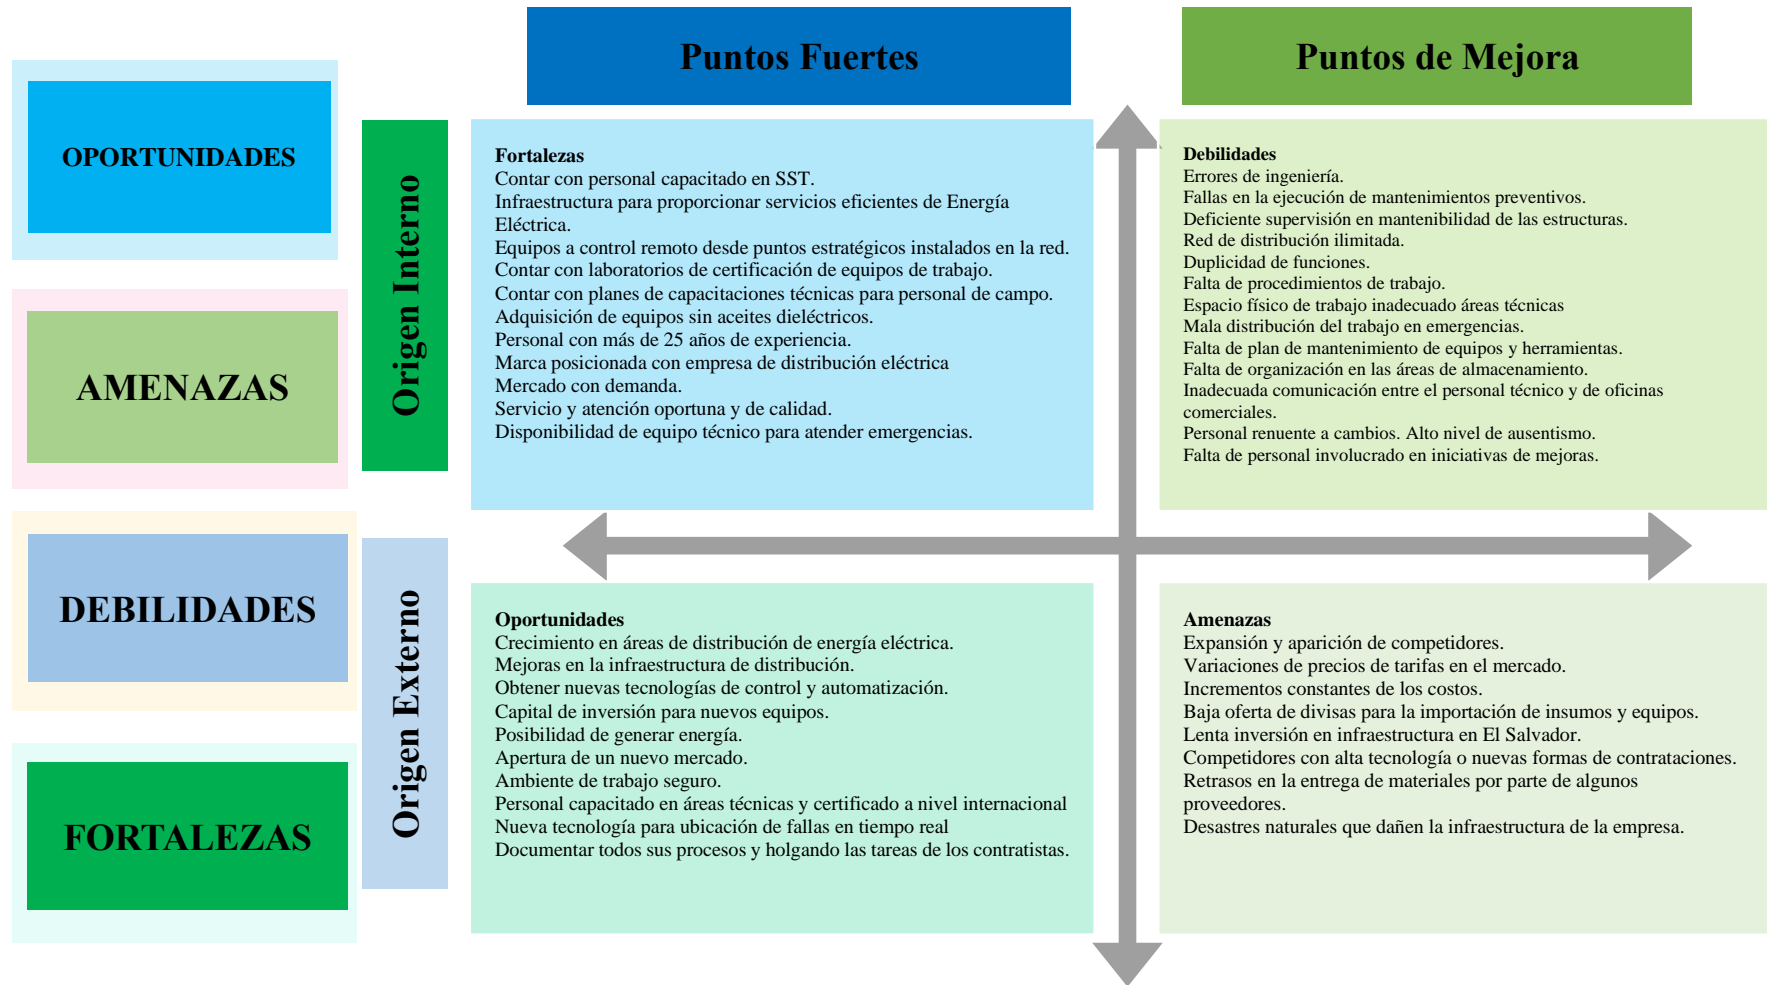 Puntos Fuertes
Puntos de Mejora
OPORTUNIDADES
AMENAZAS
DEBILIDADES
FORTALEZAS
Origen Interno
Origen Externo
Fortalezas
Contar con personal capacitado en SST.
Infraestructura para proporcionar servicios eficientes de Energía
Eléctrica.
Equipos a control remoto desde puntos estratégicos instalados en la red.
Contar con laboratorios de certificación de equipos de trabajo.
Contar con planes de capacitaciones técnicas para personal de campo.
Adquisición de equipos sin aceites dieléctricos.
Personal con más de 25 años de experiencia.
Marca posicionada con empresa de distribución eléctrica
Mercado con demanda.
Servicio y atención oportuna y de calidad.
Disponibilidad de equipo técnico para atender emergencias.
Debilidades
Errores de ingeniería.
Fallas en la ejecución de mantenimientos preventivos.
Deficiente supervisión en mantenibilidad de las estructuras.
Red de distribución ilimitada.
Duplicidad de funciones.
Falta de procedimientos de trabajo.
Espacio físico de trabajo inadecuado áreas técnicas
Mala distribución del trabajo en emergencias.
Falta de plan de mantenimiento de equipos y herramientas.
Falta de organización en las áreas de almacenamiento.
Inadecuada comunicación entre el personal técnico y de oficinas
comerciales.
Personal renuente a cambios. Alto nivel de ausentismo.
Falta de personal involucrado en iniciativas de mejoras.
Oportunidades
Crecimiento en áreas de distribución de energía eléctrica.
Mejoras en la infraestructura de distribución.
Obtener nuevas tecnologías de control y automatización.
Capital de inversión para nuevos equipos.
Posibilidad de generar energía.
Apertura de un nuevo mercado.
Ambiente de trabajo seguro.
Personal capacitado en áreas técnicas y certificado a nivel internacional
Nueva tecnología para ubicación de fallas en tiempo real
Documentar todos sus procesos y holgando las tareas de los contratistas.
Amenazas
Expansión y aparición de competidores.
Variaciones de precios de tarifas en el mercado.
Incrementos constantes de los costos.
Baja oferta de divisas para la importación de insumos y equipos.
Lenta inversión en infraestructura en El Salvador.
Competidores con alta tecnología o nuevas formas de contrataciones.
Retrasos en la entrega de materiales por parte de algunos
proveedores.
Desastres naturales que dañen la infraestructura de la empresa.